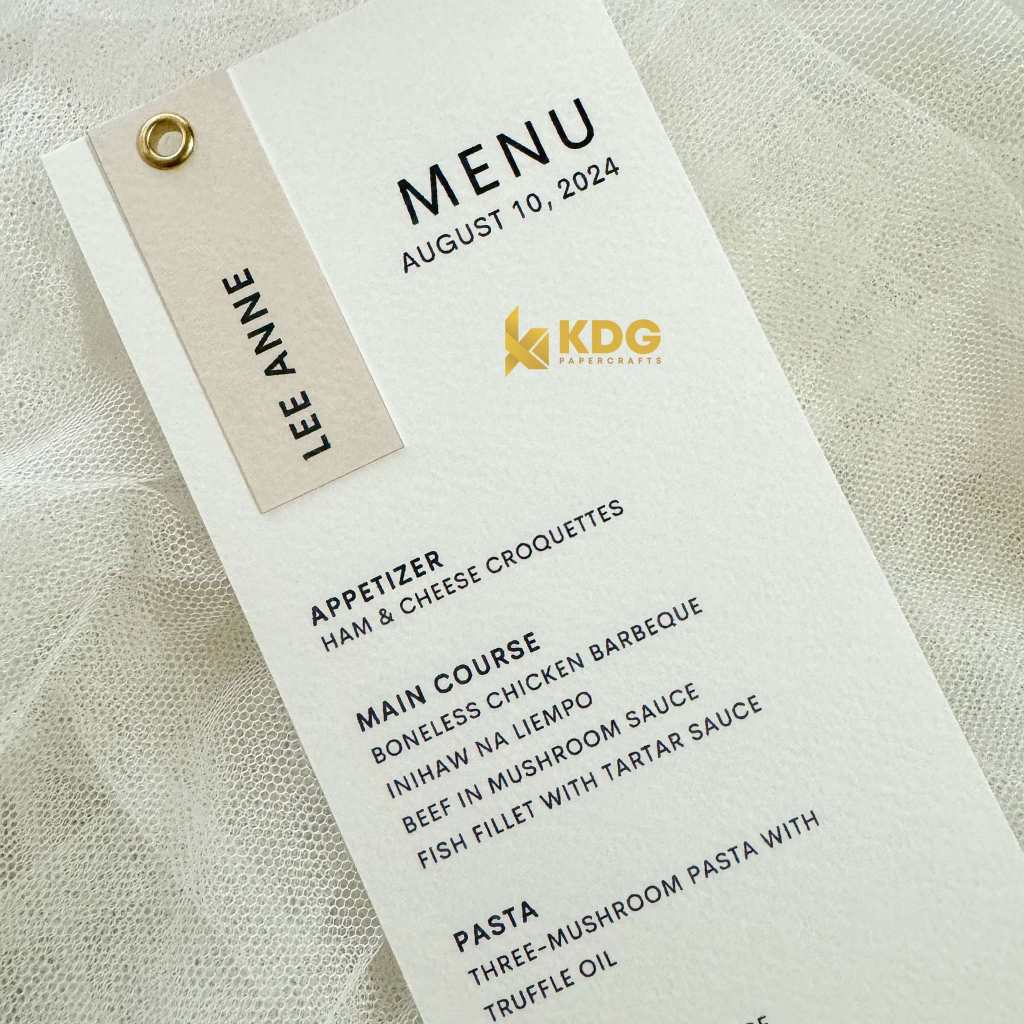 MENU
AUGUST 10, 2024
LEE ANNE
KDG
PAPERCRAFTS
APPETIZER
HAM & CHEESE CROQUETTES
MAIN COURSE
BONELESS CHICKEN BARBEQUE
INIHAW NA LIEMPO
BEEF IN MUSHROOM SAUCE
FISH FILLET WITH TARTAR SAUCE
PASTA
THREE-MUSHROOM PASTA WITH
TRUFFLE OIL